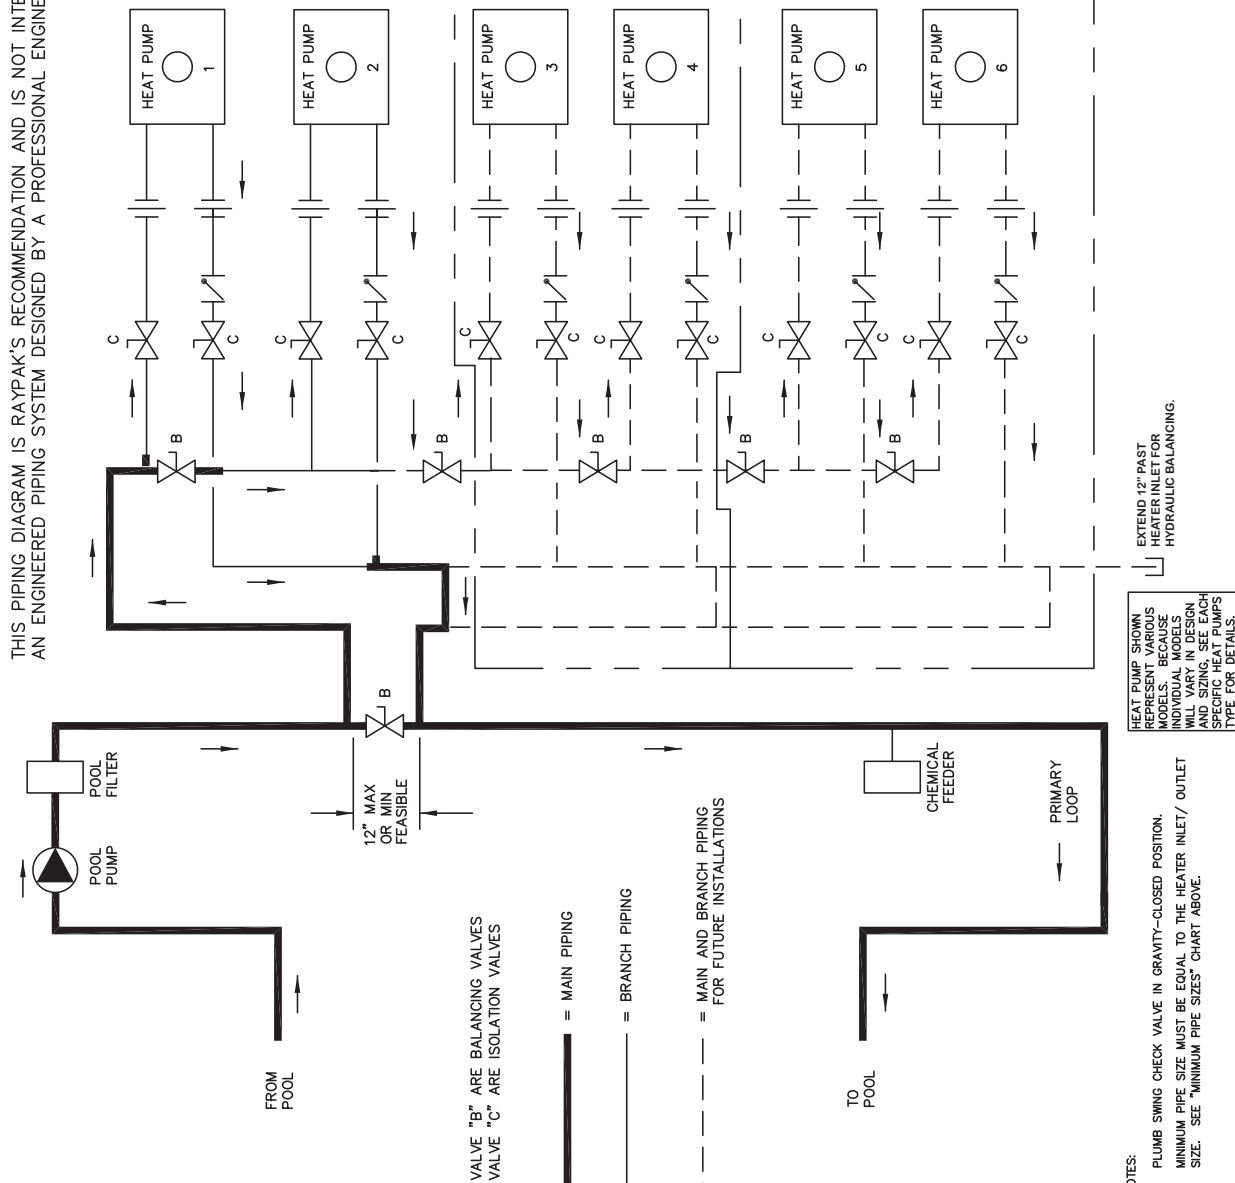 THIS PIPING DIAGRAM IS RAYPAK'S RECOMMENDATION AND IS NOT INTE
AN ENGINEERED PIPING SYSTEM DESIGNED BY A PROFESSIONAL ENGINE
HEAT PUMP
1
HEAT PUMP
2
HEAT PUMP
3
HEAT PUMP
4
HEAT PUMP
5
HEAT PUMP
6
C
C
C
C
C
C
C
C
C
C
C
C
B
B
B
B
B
B
EXTEND 12" PAST
HEATER INLET FOR
HYDRAULIC BALANCING.
POOL
FILTER
POOL
PUMP
12" MAX
OR MIN
FEASIBLE
CHEMICAL
FEEDER
PRIMARY
LOOP
FROM
POOL
TO
POOL
VALVE "B" ARE BALANCING VALVES
VALVE "C" ARE ISOLATION VALVES
= MAIN PIPING
= BRANCH PIPING
= MAIN AND BRANCH PIPING
FOR FUTURE INSTALLATIONS
HEAT PUMP SHOWN
REPRESENT VARIOUS
MODELS. BECAUSE
INDIVIDUAL MODELS
WILL VARY IN DESIGN
AND SIZING, SEE EACH
SPECIFIC HEAT PUMPS
TYPE FOR DETAILS.
OTES:
PLUMB SWING CHECK VALVE IN GRAVITY-CLOSED POSITION.
MINIMUM PIPE SIZE MUST BE EQUAL TO THE HEATER INLET/ OUTLET
SIZE. SEE "MINIMUM PIPE SIZES" CHART ABOVE.